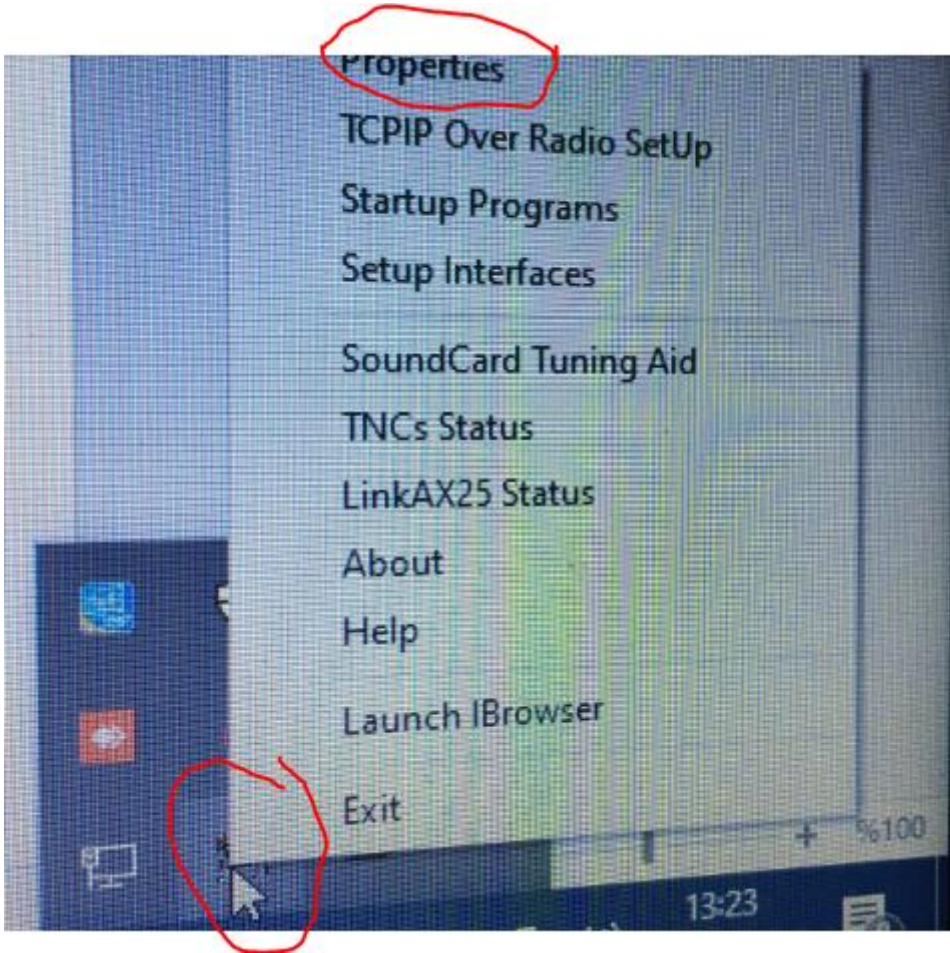 Properties
TCPIP Over Radio SetUp
Startup Programs
Setup Interfaces
SoundCard Tuning Aid
TNCs Status
LinkAX25 Status
About
Help
Launch IBrowser
Exit
+ %100
13:23